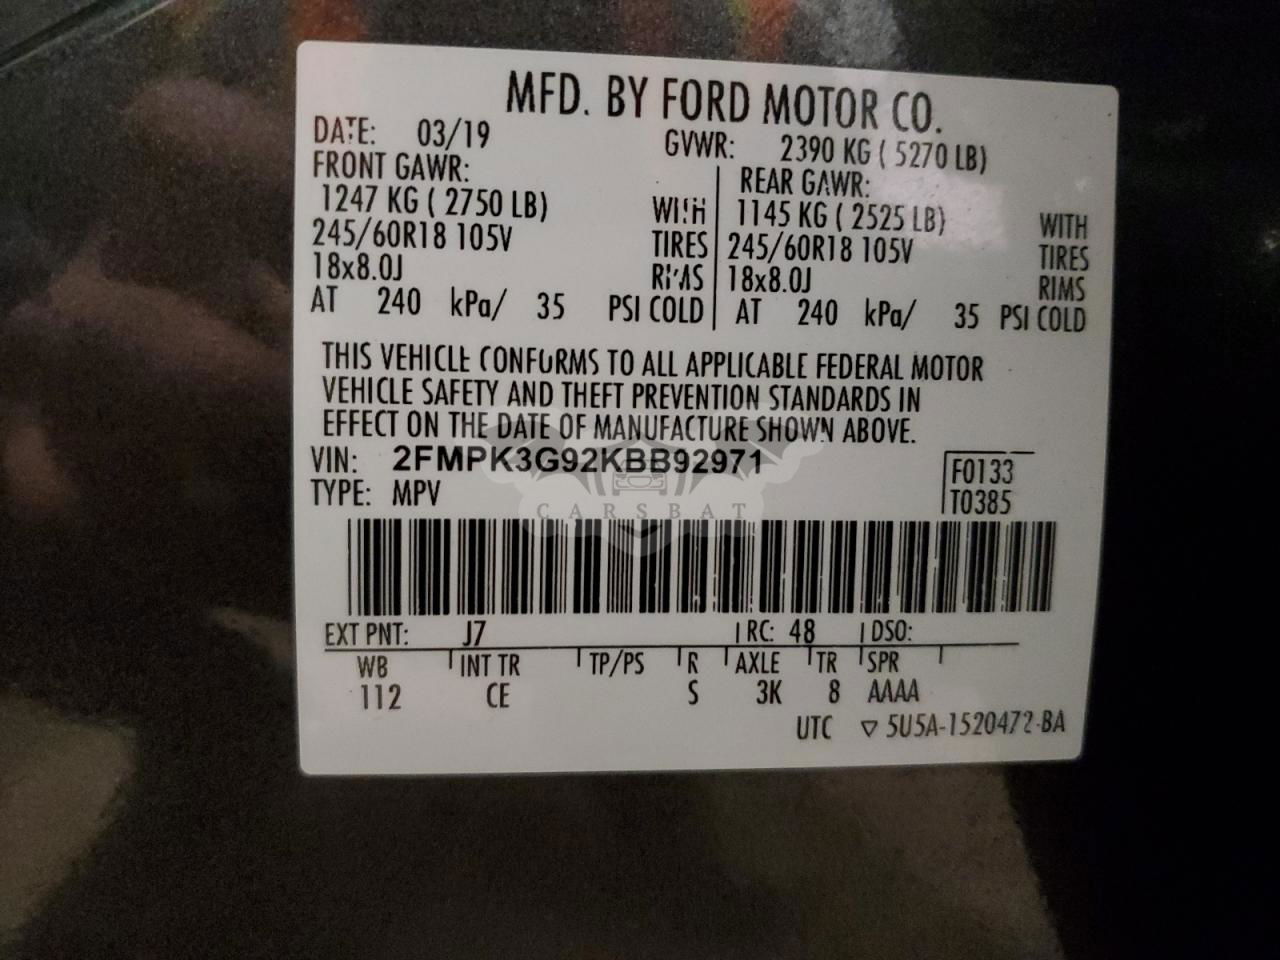 MFD. BY FORD MOTOR CO.
DATE: 03/19 GVWR: 2390 KG ( 5270 LB)
FRONT GAWR: REAR GAWR:
1247 KG ( 2750 LB) WITH 1145 KG ( 2525 LB) WITH
245/60R18 105V TIRES 245/60R18 105V TIRES
18x8.0J RIMS 18x8.0J RIMS
AT 240 kPa/ 35 PSI COLD AT 240 kPa/ 35 PSI COLD
THIS VEHICLE CONFORMS TO ALL APPLICABLE FEDERAL MOTOR
VEHICLE SAFETY AND THEFT PREVENTION STANDARDS IN
EFFECT ON THE DATE OF MANUFACTURE SHOWN ABOVE.
VIN: 2FMPK3G92KBB92971 F0133
TYPE: MPV T0385
CARSBAT
EXT PNT: J7 RC: 48 DSO:
WB INT TR TP/PS R AXLE TR SPR
112 CE S 3K 8 AAAA
UTC ▽ 5U5A-1520472-BA